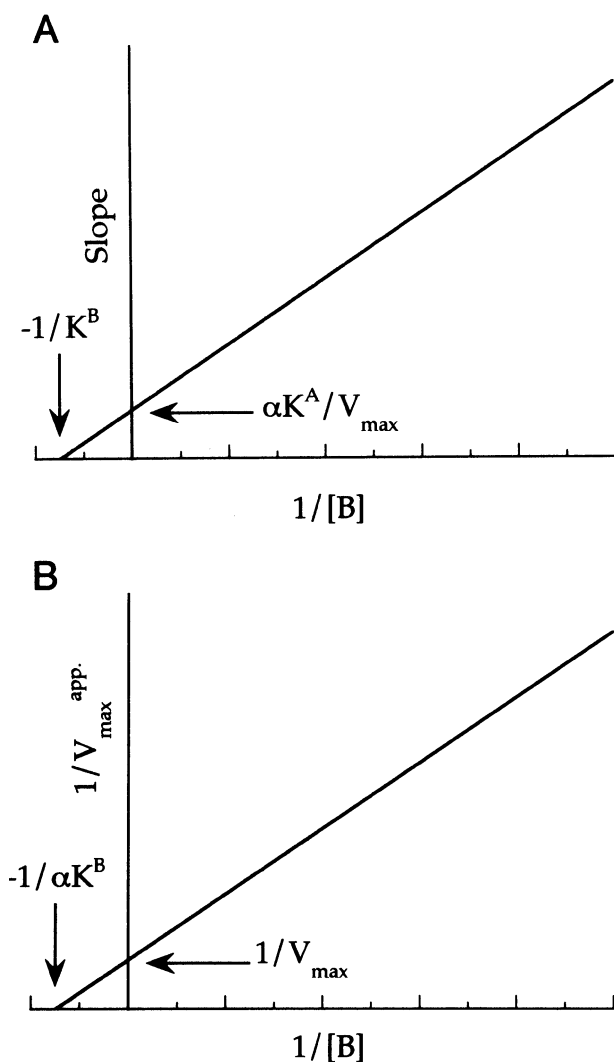 A
Slope
-1/K^B
αK^A/V_max
1/[B]
B
1/V_max^app.
-1/αK^B
1/V_max
1/[B]